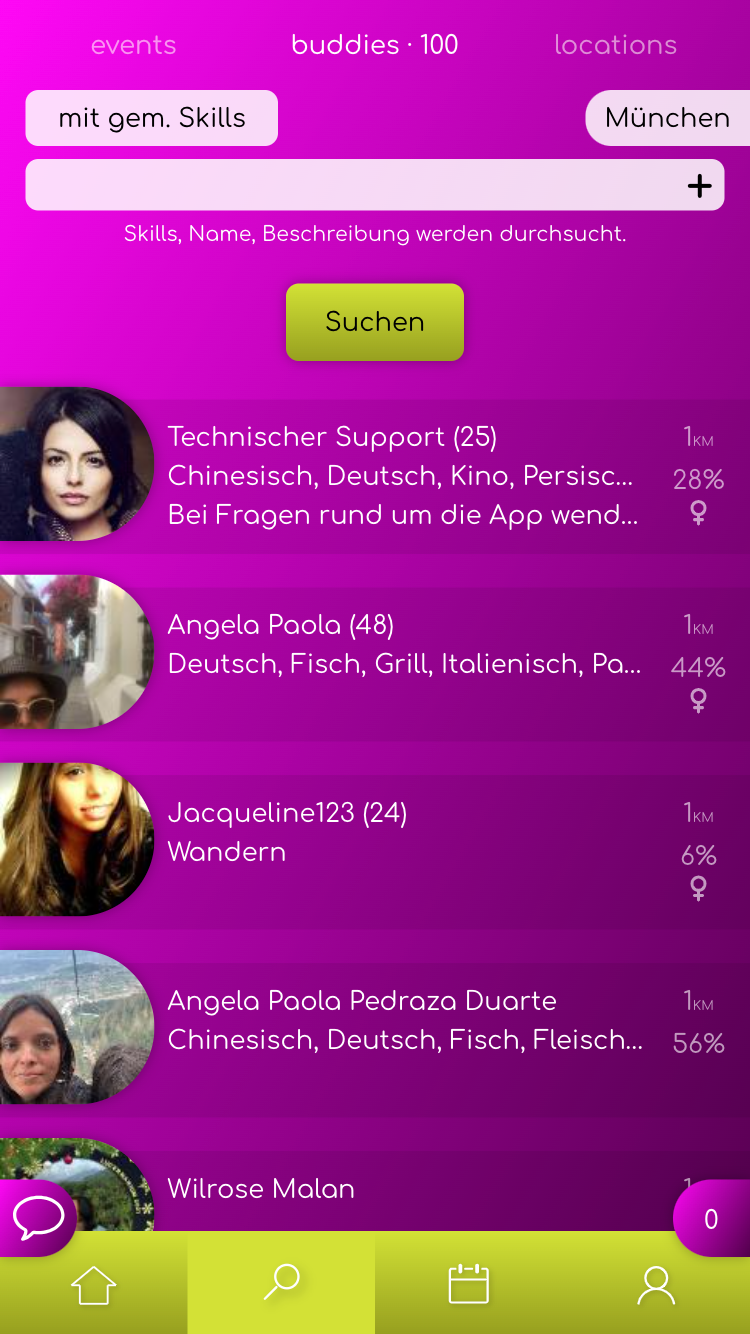 events
buddies · 100
locations
mit gem. Skills
München
Skills, Name, Beschreibung werden durchsucht.
Suchen
Technischer Support (25)
1KM
Chinesisch, Deutsch, Kino, Persisc...
28%
Bei Fragen rund um die App wend...
Angela Paola (48)
1KM
Deutsch, Fisch, Grill, Italienisch, Pa...
44%
Jacqueline123 (24)
1KM
Wandern
6%
Angela Paola Pedraza Duarte
1KM
Chinesisch, Deutsch, Fisch, Fleisch...
56%
Wilrose Malan
0